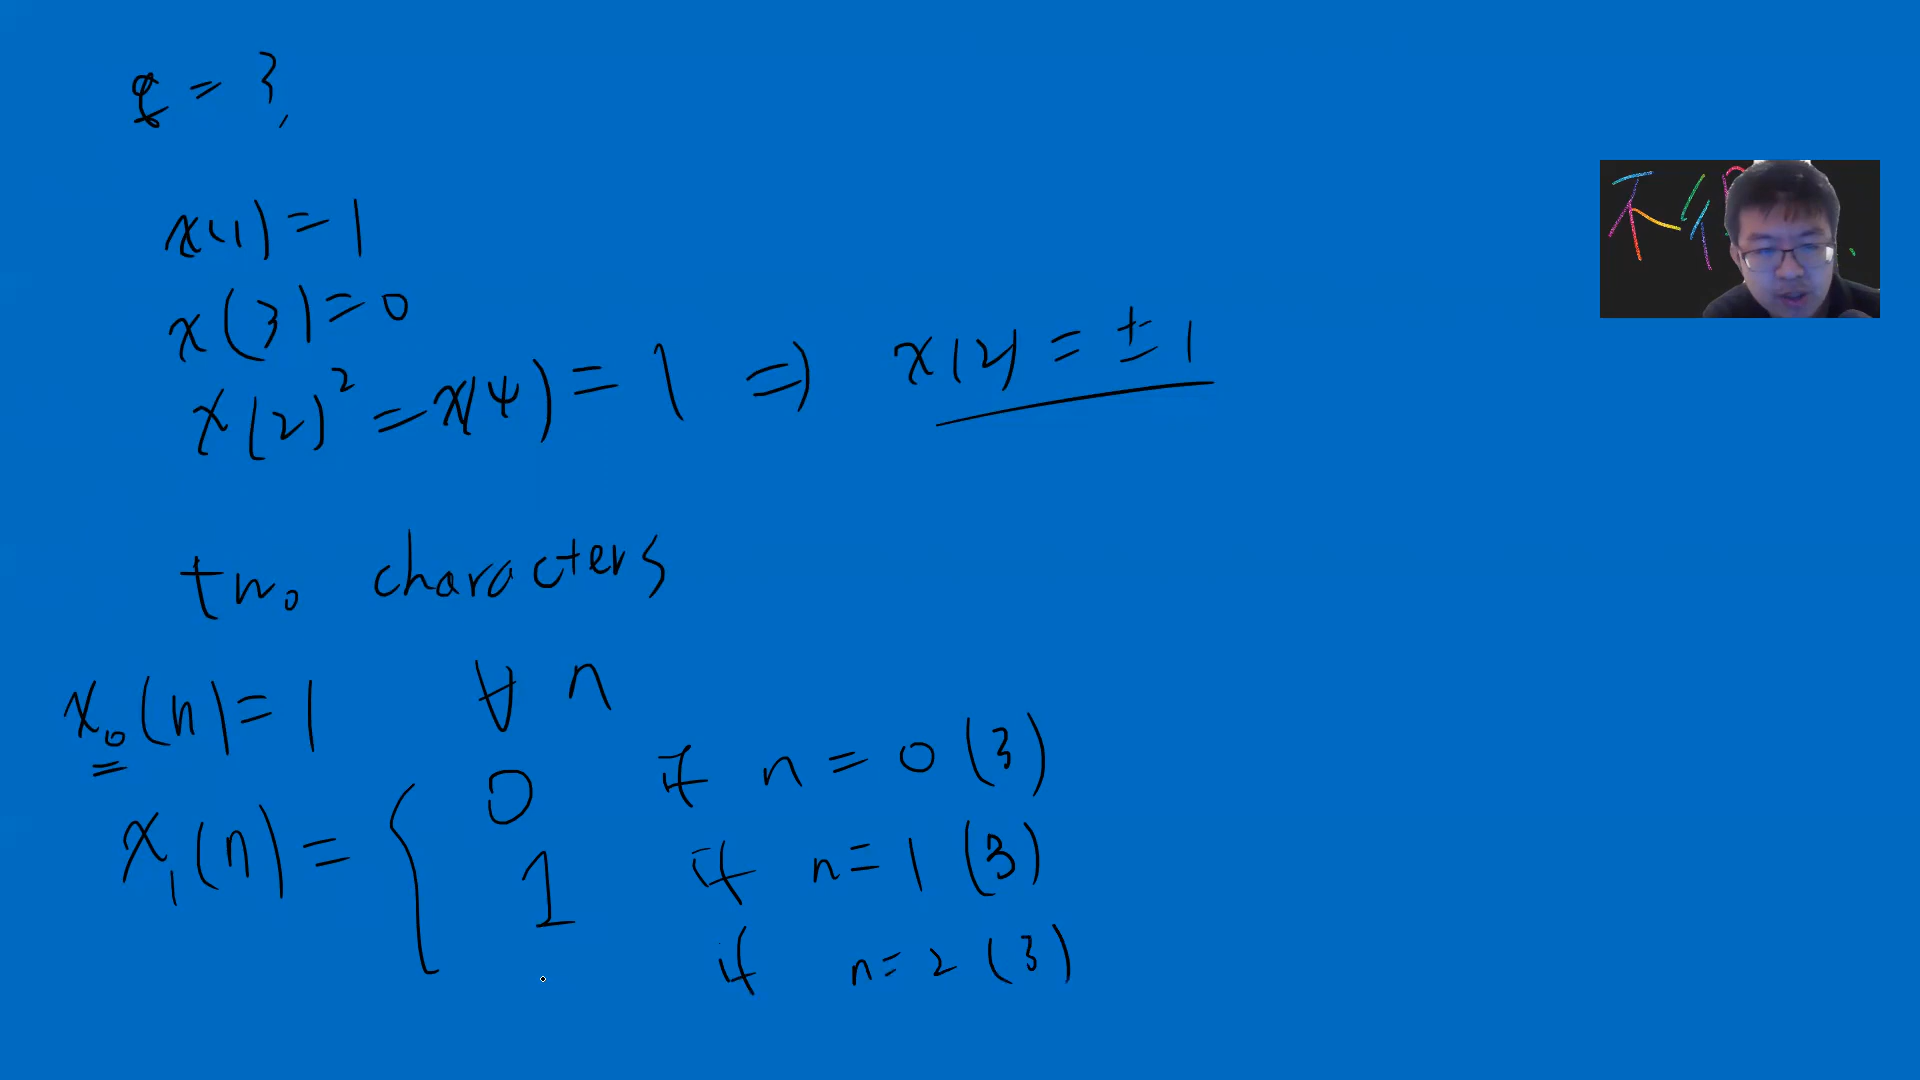 q = 3,
χ(1) = 1
χ(3) = 0
χ(2)² = χ(4) = 1 ⇒ χ(2) = ± 1
two characters
χ₀(n) = 1 ∀ n
χ₁(n) = { 0 if n = 0 (3)
1 if n = 1 (3)
if n = 2 (3)